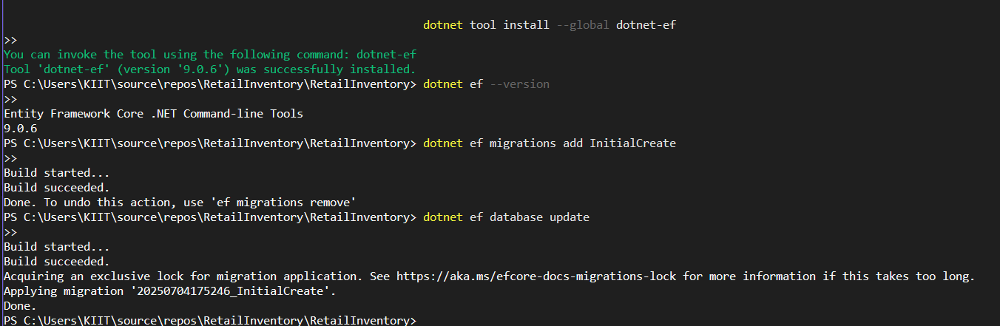 dotnet tool install --global dotnet-ef
>>
You can invoke the tool using the following command: dotnet-ef
Tool 'dotnet-ef' (version '9.0.6') was successfully installed.
PS C:\Users\KIIT\source\repos\RetailInventory\RetailInventory> dotnet ef --version
>>
Entity Framework Core .NET Command-line Tools
9.0.6
PS C:\Users\KIIT\source\repos\RetailInventory\RetailInventory> dotnet ef migrations add InitialCreate
>>
Build started...
Build succeeded.
Done. To undo this action, use 'ef migrations remove'
PS C:\Users\KIIT\source\repos\RetailInventory\RetailInventory> dotnet ef database update
>>
Build started...
Build succeeded.
Acquiring an exclusive lock for migration application. See https://aka.ms/efcore-docs-migrations-lock for more information if this takes too long.
Applying migration '20250704175246_InitialCreate'.
Done.
PS C:\Users\KIIT\source\repos\RetailInventory\RetailInventory>